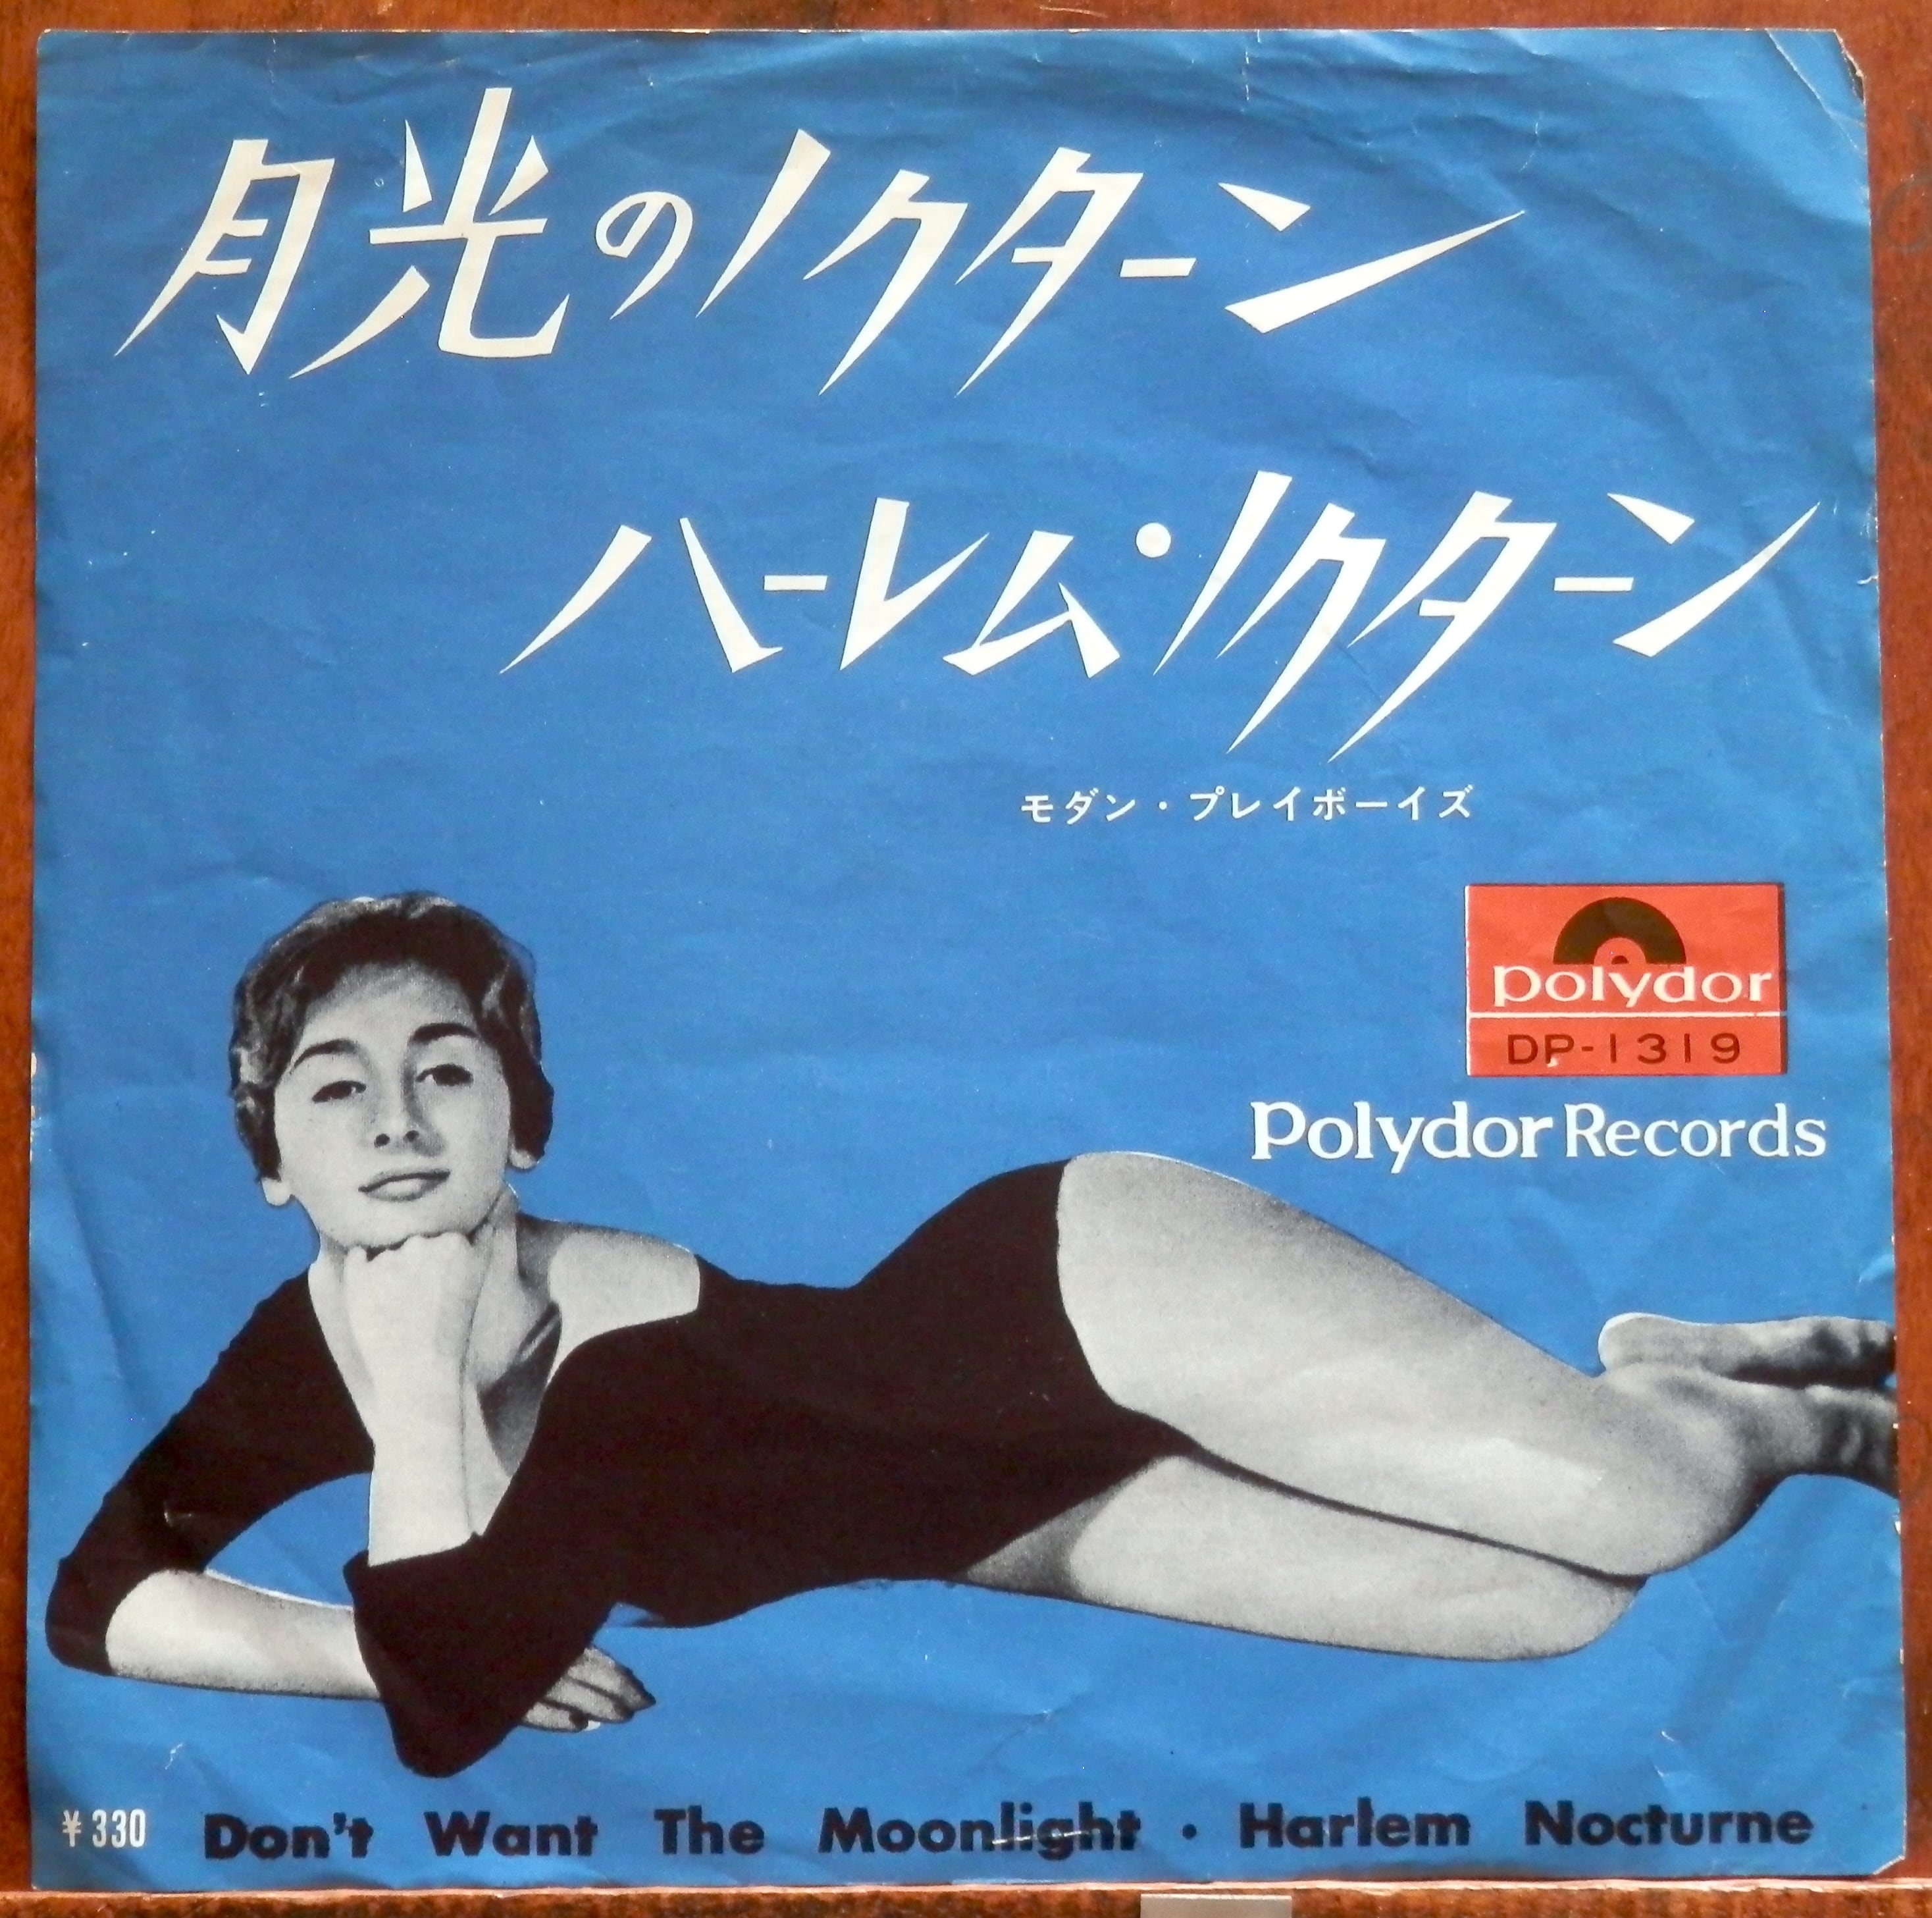 月光のノクターン
ハーレム・ノクターン
モダン・プレイボーイズ
polydor
DP-1319
Polydor Records
¥330 Don't Want The Moonlight · Harlem Nocturne